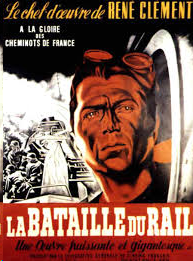 Le chef d'œuvre de RENÉ CLEMENT
A LA GLOIRE
DES
CHEMINOTS DE FRANCE
LA BATAILLE DU RAIL
Une Œuvre Puissante et Gigantesque